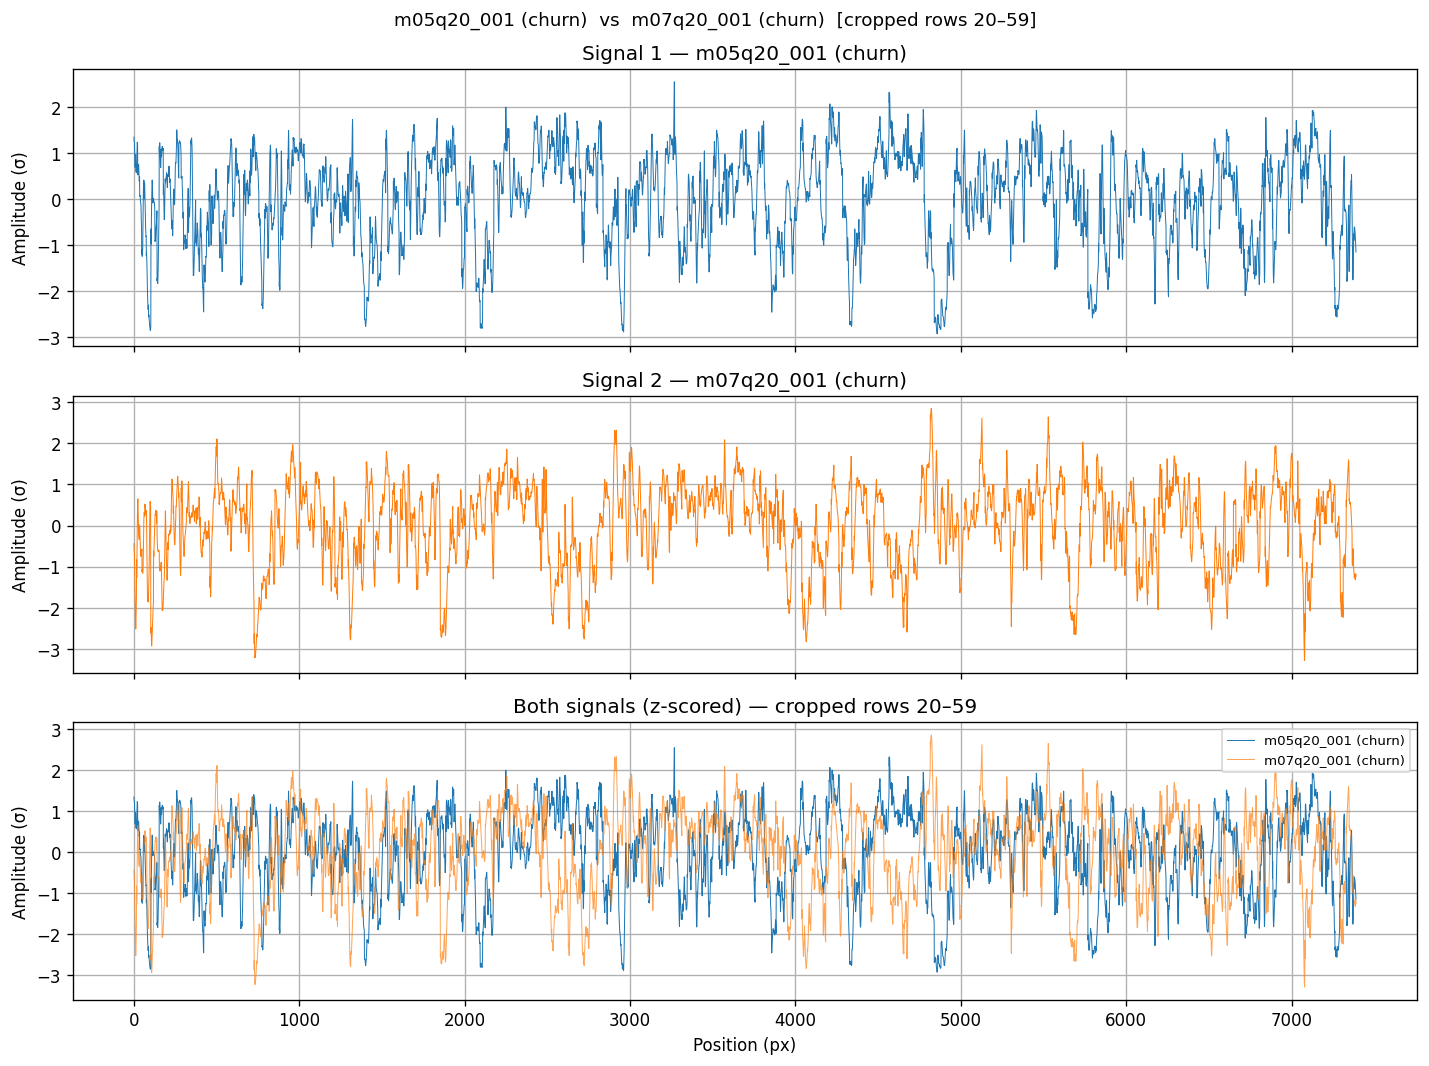 m05q20_001 (churn)  vs  m07q20_001 (churn)  [cropped rows 20–59]
Signal 1 — m05q20_001 (churn)
Amplitude (σ)
2
1
0
−1
−2
−3
Signal 2 — m07q20_001 (churn)
Amplitude (σ)
3
2
1
0
−1
−2
−3
Both signals (z-scored) — cropped rows 20–59
m05q20_001 (churn)
m07q20_001 (churn)
Amplitude (σ)
3
2
1
0
−1
−2
−3
0 1000 2000 3000 4000 5000 6000 7000
Position (px)